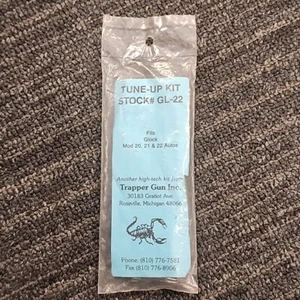 TUNE-UP KIT
STOCK# GL-22
Fits
Glock
Mod 20, 21 & 22 Autos
Another high-tech kit from
Trapper Gun Inc.
30183 Gratiot Ave.
Roseville, Michigan 48066
Phone: (810) 776-7581
Fax (810) 776-8906